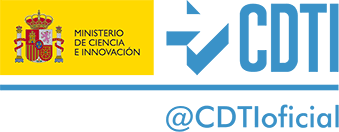 MINISTERIO
DE CIENCIA
E INNOVACIÓN
CDTI
@CDTIoficial